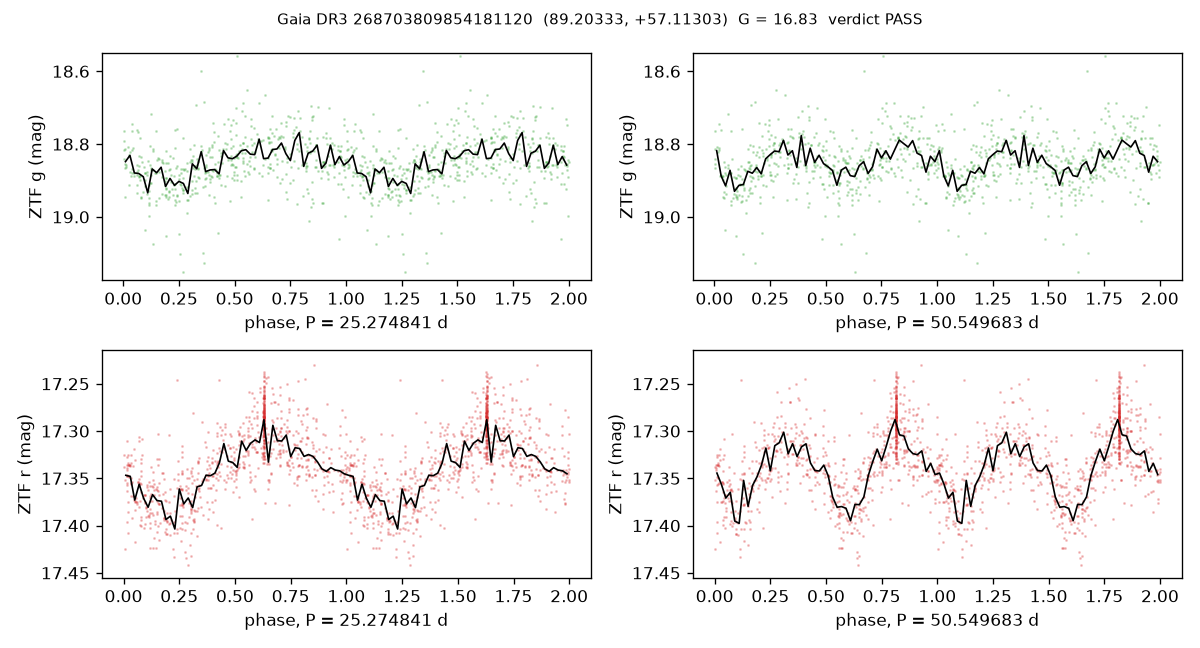 Gaia DR3 268703809854181120  (89.20333, +57.11303)  G = 16.83  verdict PASS
ZTF g (mag)
18.6
18.8
19.0
0.00 0.25 0.50 0.75 1.00 1.25 1.50 1.75 2.00
phase, P = 25.274841 d
ZTF g (mag)
18.6
18.8
19.0
0.00 0.25 0.50 0.75 1.00 1.25 1.50 1.75 2.00
phase, P = 50.549683 d
ZTF r (mag)
17.25
17.30
17.35
17.40
17.45
0.00 0.25 0.50 0.75 1.00 1.25 1.50 1.75 2.00
phase, P = 25.274841 d
ZTF r (mag)
17.25
17.30
17.35
17.40
17.45
0.00 0.25 0.50 0.75 1.00 1.25 1.50 1.75 2.00
phase, P = 50.549683 d